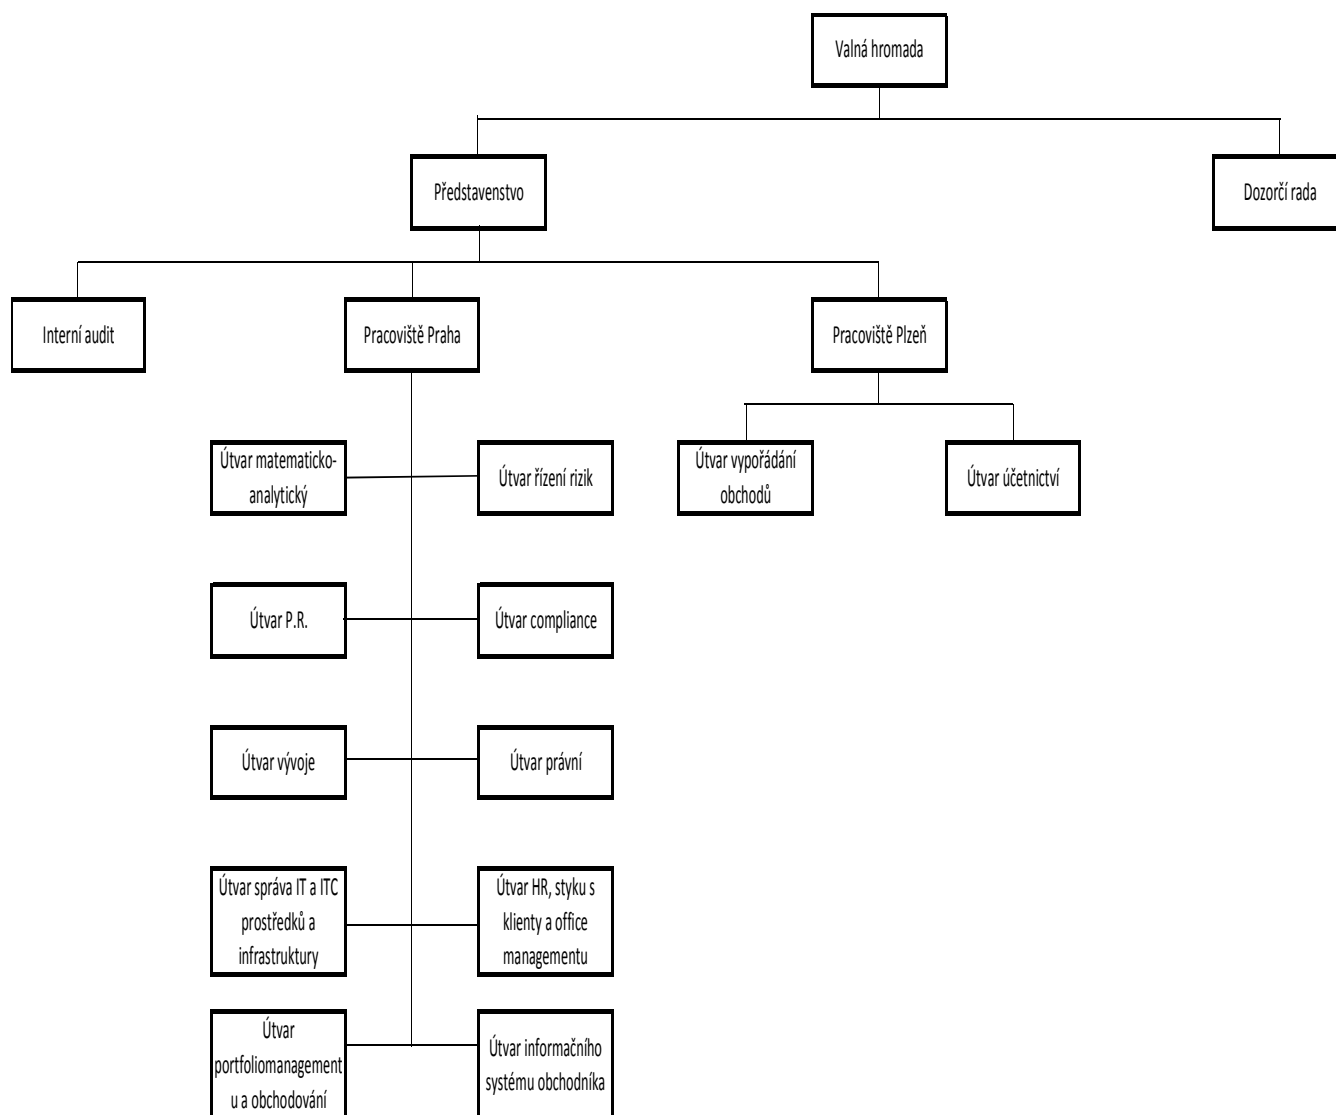 Valná hromada
Představenstvo
Dozorčí rada
Interní audit
Pracoviště Praha
Pracoviště Plzeň
Útvar matematicko-
analytický
Útvar řízení rizik
Útvar vypořádání
obchodů
Útvar účetnictví
Útvar P.R.
Útvar compliance
Útvar vývoje
Útvar právní
Útvar správa IT a ITC
prostředků a
infrastruktury
Útvar HR, styku s
klienty a office
managementu
Útvar
portfoliomanagement
u a obchodování
Útvar informačního
systému obchodníka